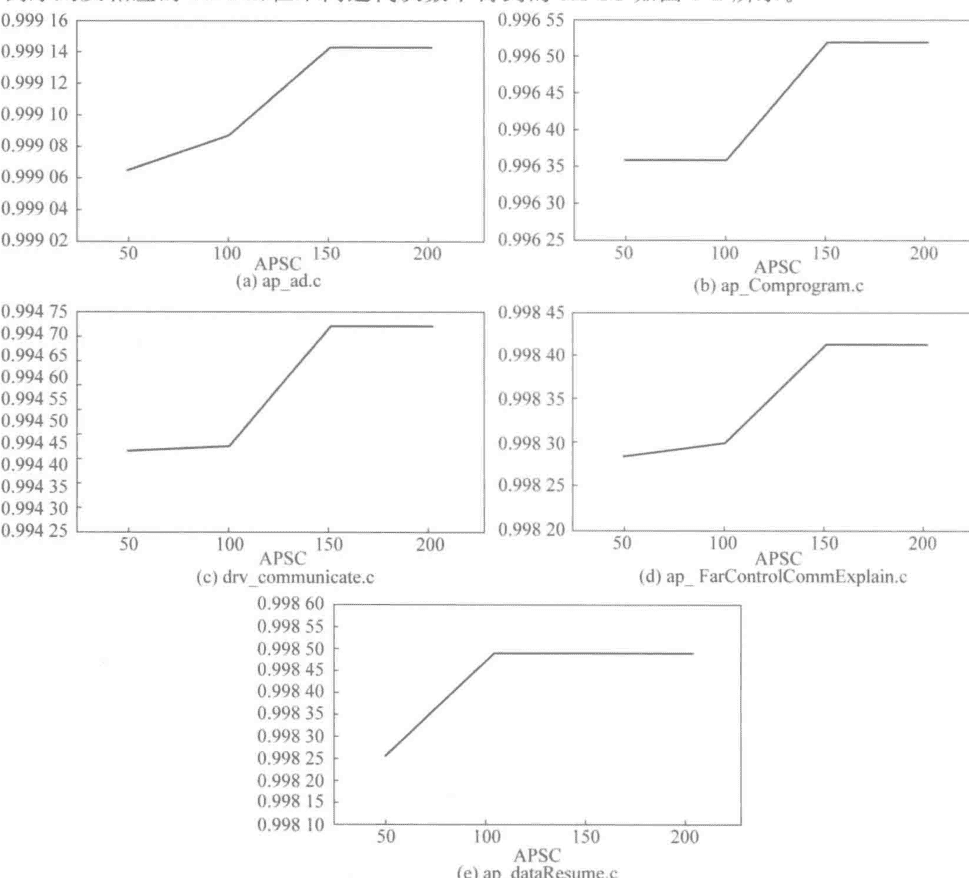 0.999 16
0.999 14
0.999 12
0.999 10
0.999 08
0.999 06
0.999 04
0.999 02
50 100 150 200
APSC
(a) ap_ad.c
0.996 55
0.996 50
0.996 45
0.996 40
0.996 35
0.996 30
0.996 25
50 100 150 200
APSC
(b) ap_Comprogram.c
0.994 75
0.994 70
0.994 65
0.994 60
0.994 55
0.994 50
0.994 45
0.994 40
0.994 35
0.994 30
0.994 25
50 100 150 200
APSC
(c) drv_communicate.c
0.998 45
0.998 40
0.998 35
0.998 30
0.998 25
0.998 20
50 100 150 200
APSC
(d) ap_ FarControlCommExplain.c
0.998 60
0.998 55
0.998 50
0.998 45
0.998 40
0.998 35
0.998 30
0.998 25
0.998 20
0.998 15
0.998 10
50 100 150 200
APSC
(e) ap_dataResume.c